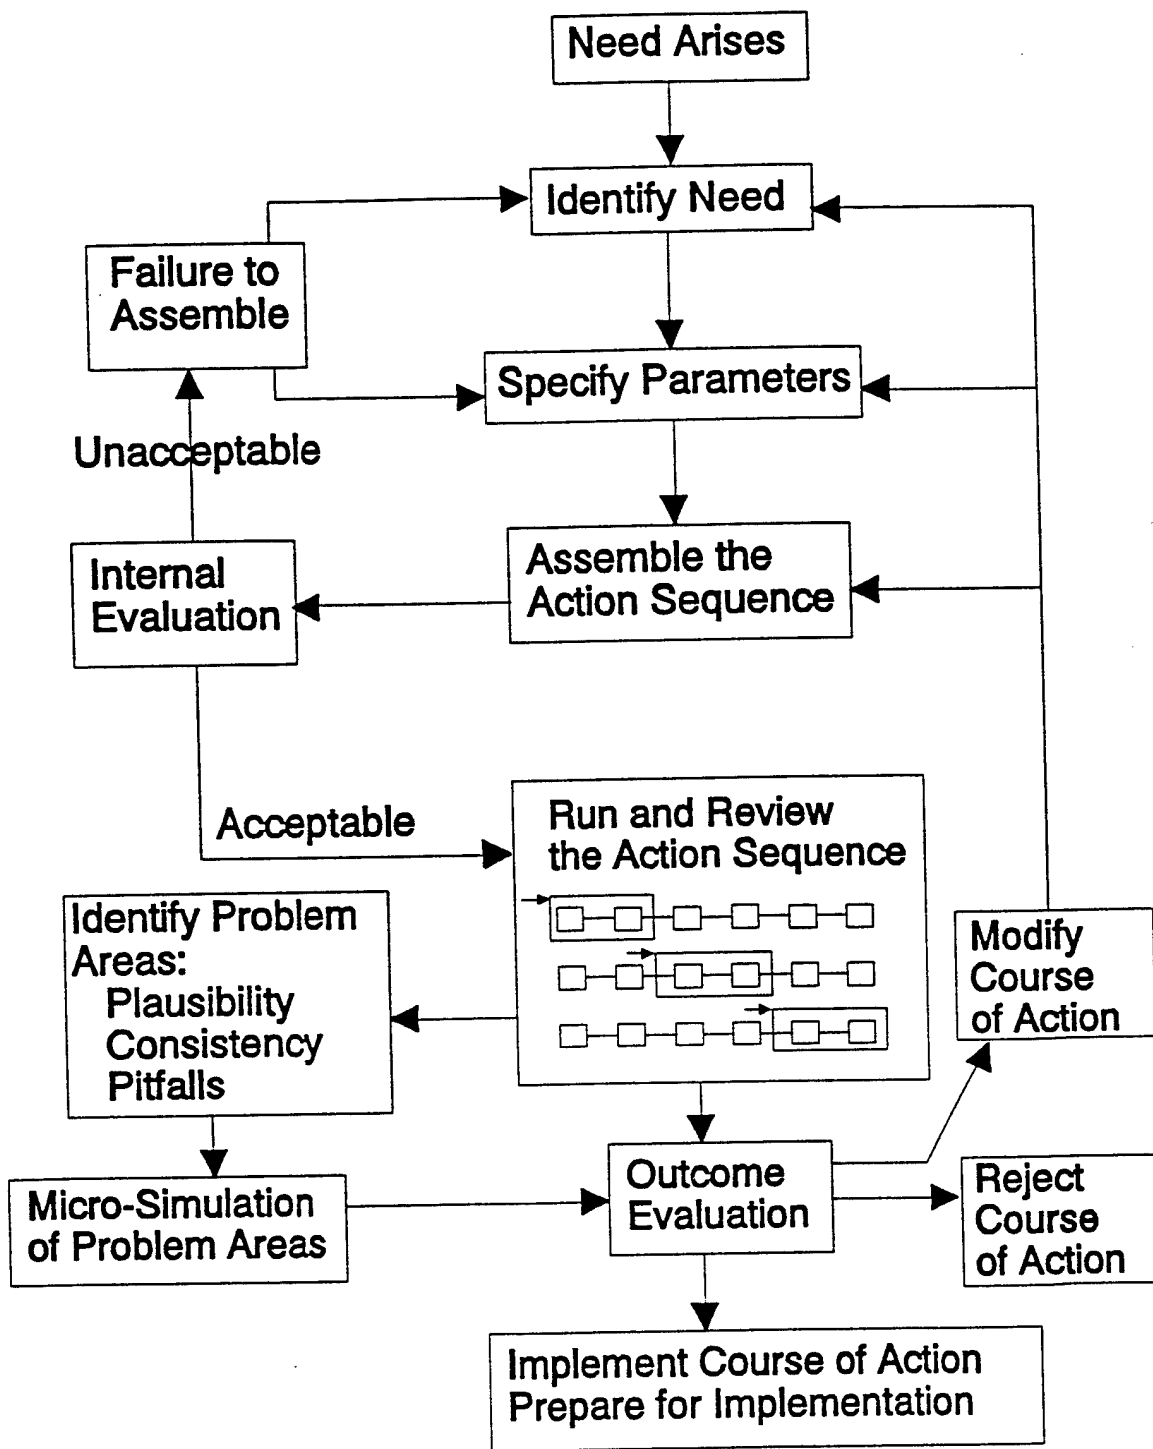 Need Arises
Identify Need
Failure to
Assemble
Specify Parameters
Unacceptable
Assemble the
Action Sequence
Internal
Evaluation
Acceptable
Run and Review
the Action Sequence
Identify Problem
Areas:
Plausibility
Consistency
Pitfalls
Modify
Course
of Action
Micro-Simulation
of Problem Areas
Outcome
Evaluation
Reject
Course
of Action
Implement Course of Action
Prepare for Implementation